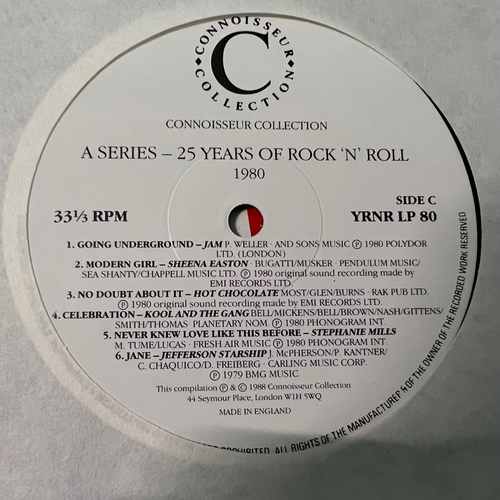 CONNOISSEUR
C
COLLECTION
CONNOISSEUR COLLECTION
A SERIES – 25 YEARS OF ROCK 'N' ROLL
1980
SIDE C
33⅓ RPM YRNR LP 80
1. GOING UNDERGROUND – JAM P. WELLER · AND SONS MUSIC Ⓟ 1980 POLYDOR
LTD. (LONDON)
2. MODERN GIRL – SHEENA EASTON · BUGATTI/MUSKER · PENDULUM MUSIC/
SEA SHANTY/CHAPPELL MUSIC LTD. Ⓟ 1980 original sound recording made by
EMI RECORDS LTD.
3. NO DOUBT ABOUT IT – HOT CHOCOLATE MOST/GLEN/BURNS · RAK PUB LTD.
Ⓟ 1980 original sound recording made by EMI RECORDS LTD.
4. CELEBRATION – KOOL AND THE GANG BELL/MICKENS/BELL/BROWN/NASH/GITTENS/
SMITH/THOMAS PLANETARY NOM. Ⓟ 1980 PHONOGRAM INT
5. NEVER KNEW LOVE LIKE THIS BEFORE – STEPHANIE MILLS
M. TUME/LUCAS · FRESH AIR MUSIC Ⓟ 1980 PHONOGRAM INT.
6. JANE – JEFFERSON STARSHIP J. McPHERSON/P. KANTNER/
C. CHAQUICO/D. FREIBERG · CARLING MUSIC CORP.
Ⓟ 1979 BMG MUSIC
This compilation Ⓟ & © 1988 Connoisseur Collection
44 Seymour Place, London W1H 5WQ
MADE IN ENGLAND
OF THE MANUFACTURER & OF THE OWNER OF THE RECORDED WORK RESERVED
PROHIBITED. ALL RIGHTS